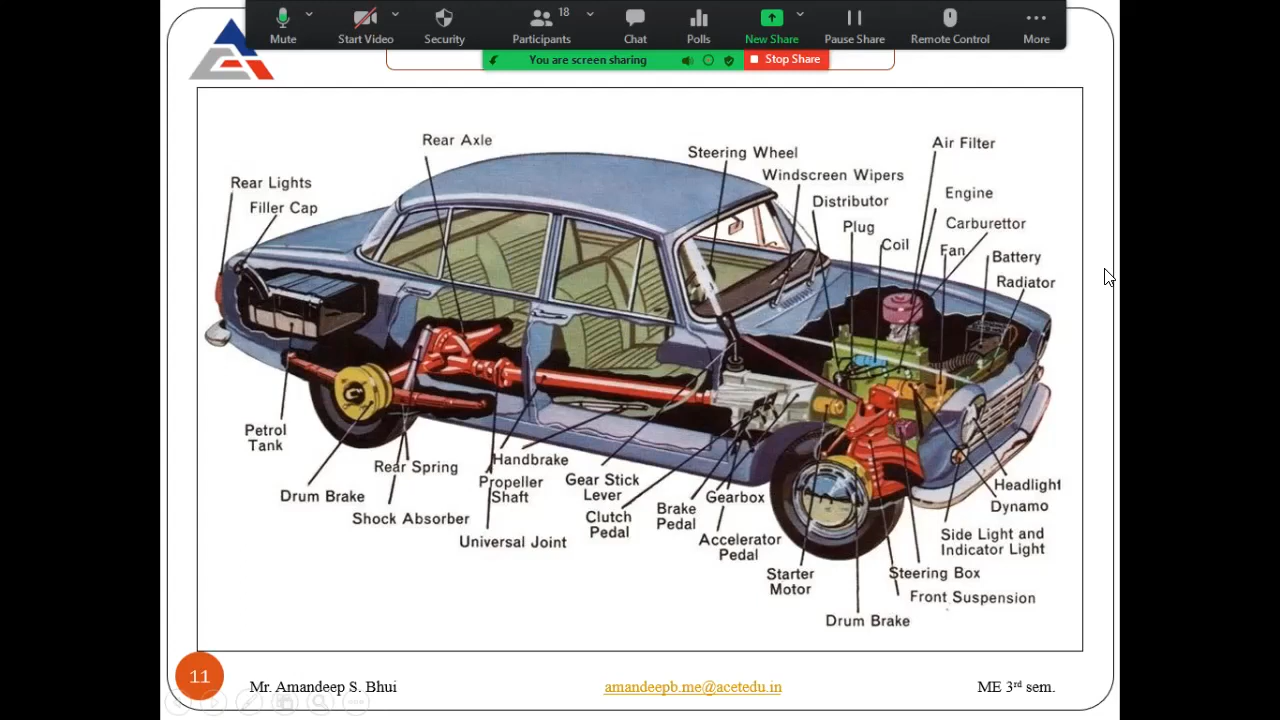 18
Mute
Start Video
Security
Participants
Chat
Polls
New Share
Pause Share
Remote Control
More
You are screen sharing
Stop Share
Rear Axle
Steering Wheel
Air Filter
Windscreen Wipers
Rear Lights
Engine
Filler Cap
Distributor
Plug
Carburettor
Coil
Fan
Battery
Radiator
Petrol
Tank
Rear Spring
Handbrake
Drum Brake
Propeller
Shaft
Gear Stick
Lever
Gearbox
Headlight
Dynamo
Shock Absorber
Clutch
Pedal
Brake
Pedal
Universal Joint
Accelerator
Pedal
Side Light and
Indicator Light
Starter
Motor
Steering Box
Front Suspension
Drum Brake
11
Mr. Amandeep S. Bhui
amandeepb.me@acetedu.in
ME 3rd sem.